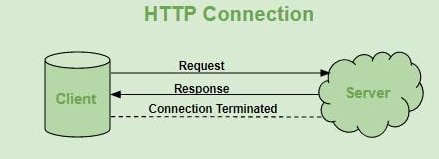 HTTP Connection
Request
Response
Client
Server
Connection Terminated